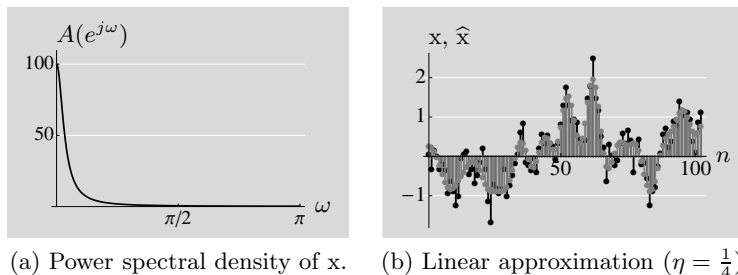 A(e^{jω})
100
50
π/2
π
ω
(a) Power spectral density of x.
x, x̂
2
1
−1
50
100
n
(b) Linear approximation (η = 1/4)